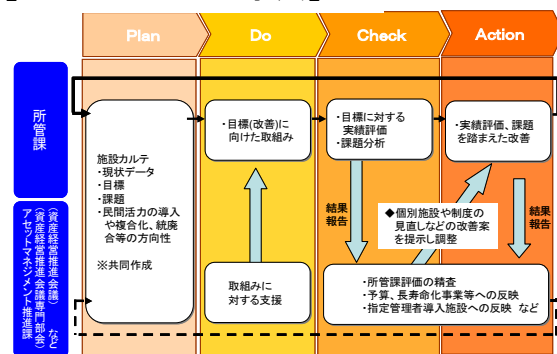 Plan
Do
Check
Action
所管課
施設カルテ
・現状データ
・目標
・課題
・民間活力の導入
や複合化、統廃
合等の方向性
※共同作成
・目標(改善)に
向けた取組み
・目標に対する
実績評価
・課題分析
・実績評価、課題
を踏まえた改善
結果
報告
◆個別施設や制度の
見直しなどの改善案
を提示し調整
結果
報告
アセットマネジメント推進課
(資産経営推進会議専門部会)
(資産経営推進会議) など
取組みに
対する支援
・所管課評価の精査
・予算、長寿命化事業等への反映
・指定管理者導入施設への反映 など